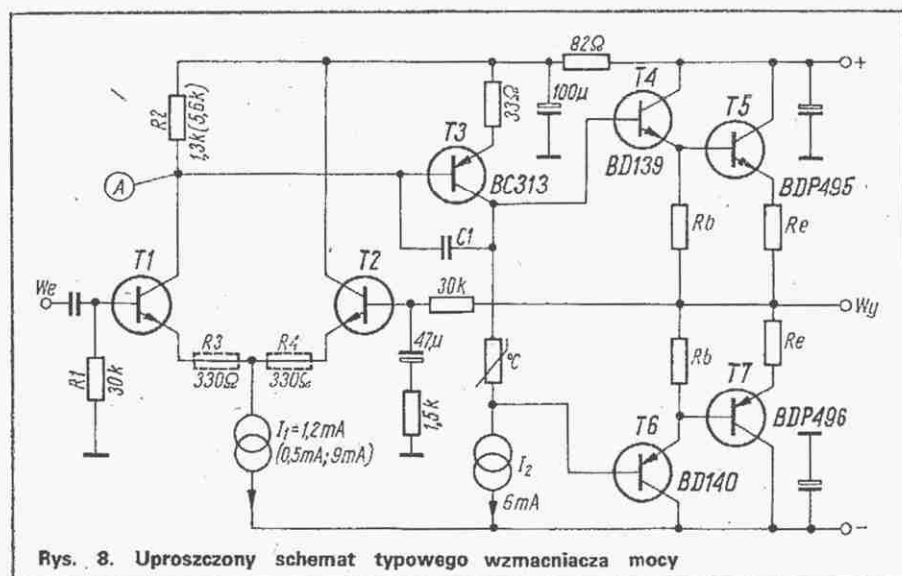 82Ω
+
R2
1,3k(5,6k)
100µ
33Ω
T4
T5
T3
BC313
BD139
BDP495
A
Rb
Re
C1
We
T1
T2
30k
Wy
R3
330Ω
R4
330Ω
47µ
1,5k
R1
30k
°C
Rb
Re
T7
BDP496
T6
BD140
I₁=1,2mA
(0,5mA; 9mA)
I₂
6mA
-
Rys. 8. Uproszczony schemat typowego wzmacniacza mocy